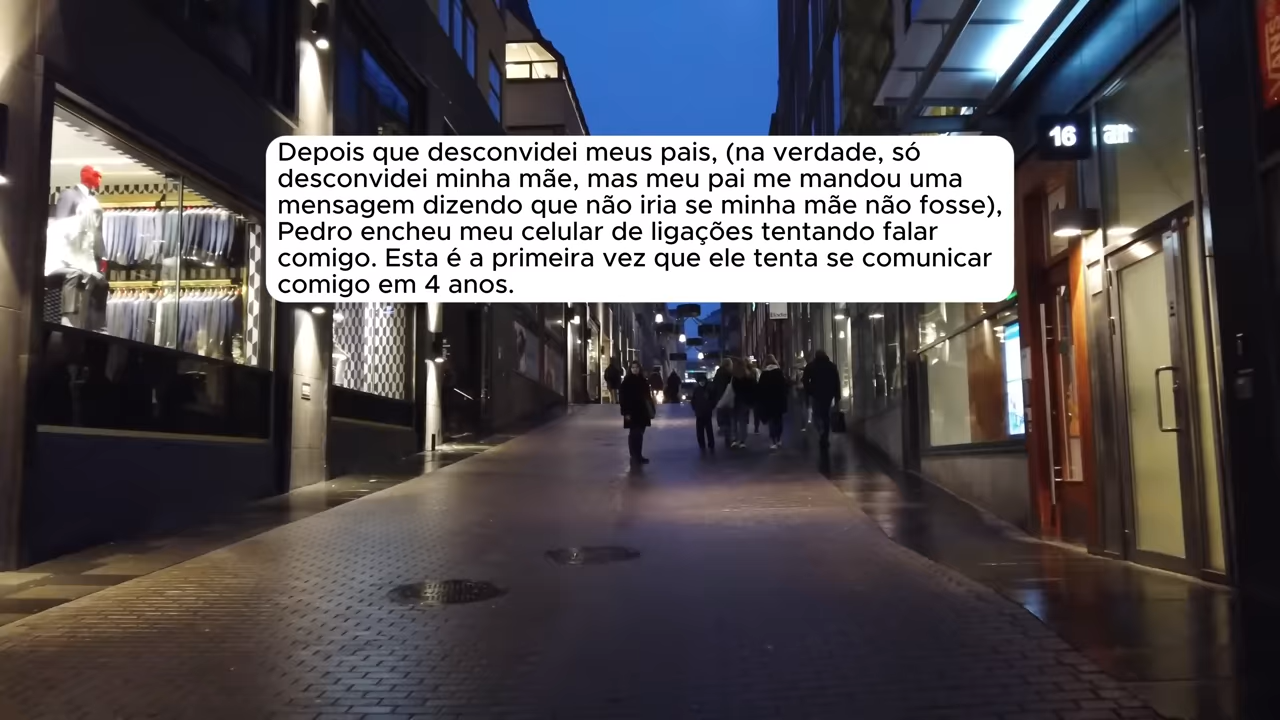 Depois que desconvidei meus pais, (na verdade, só
desconvidei minha mãe, mas meu pai me mandou uma
mensagem dizendo que não iria se minha mãe não fosse),
Pedro encheu meu celular de ligações tentando falar
comigo. Esta é a primeira vez que ele tenta se comunicar
comigo em 4 anos.
16